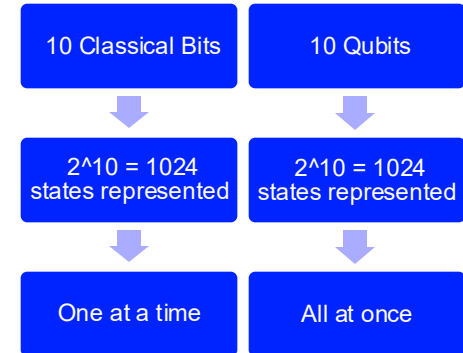 10 Classical Bits
2^10 = 1024
states represented
One at a time
10 Qubits
2^10 = 1024
states represented
All at once